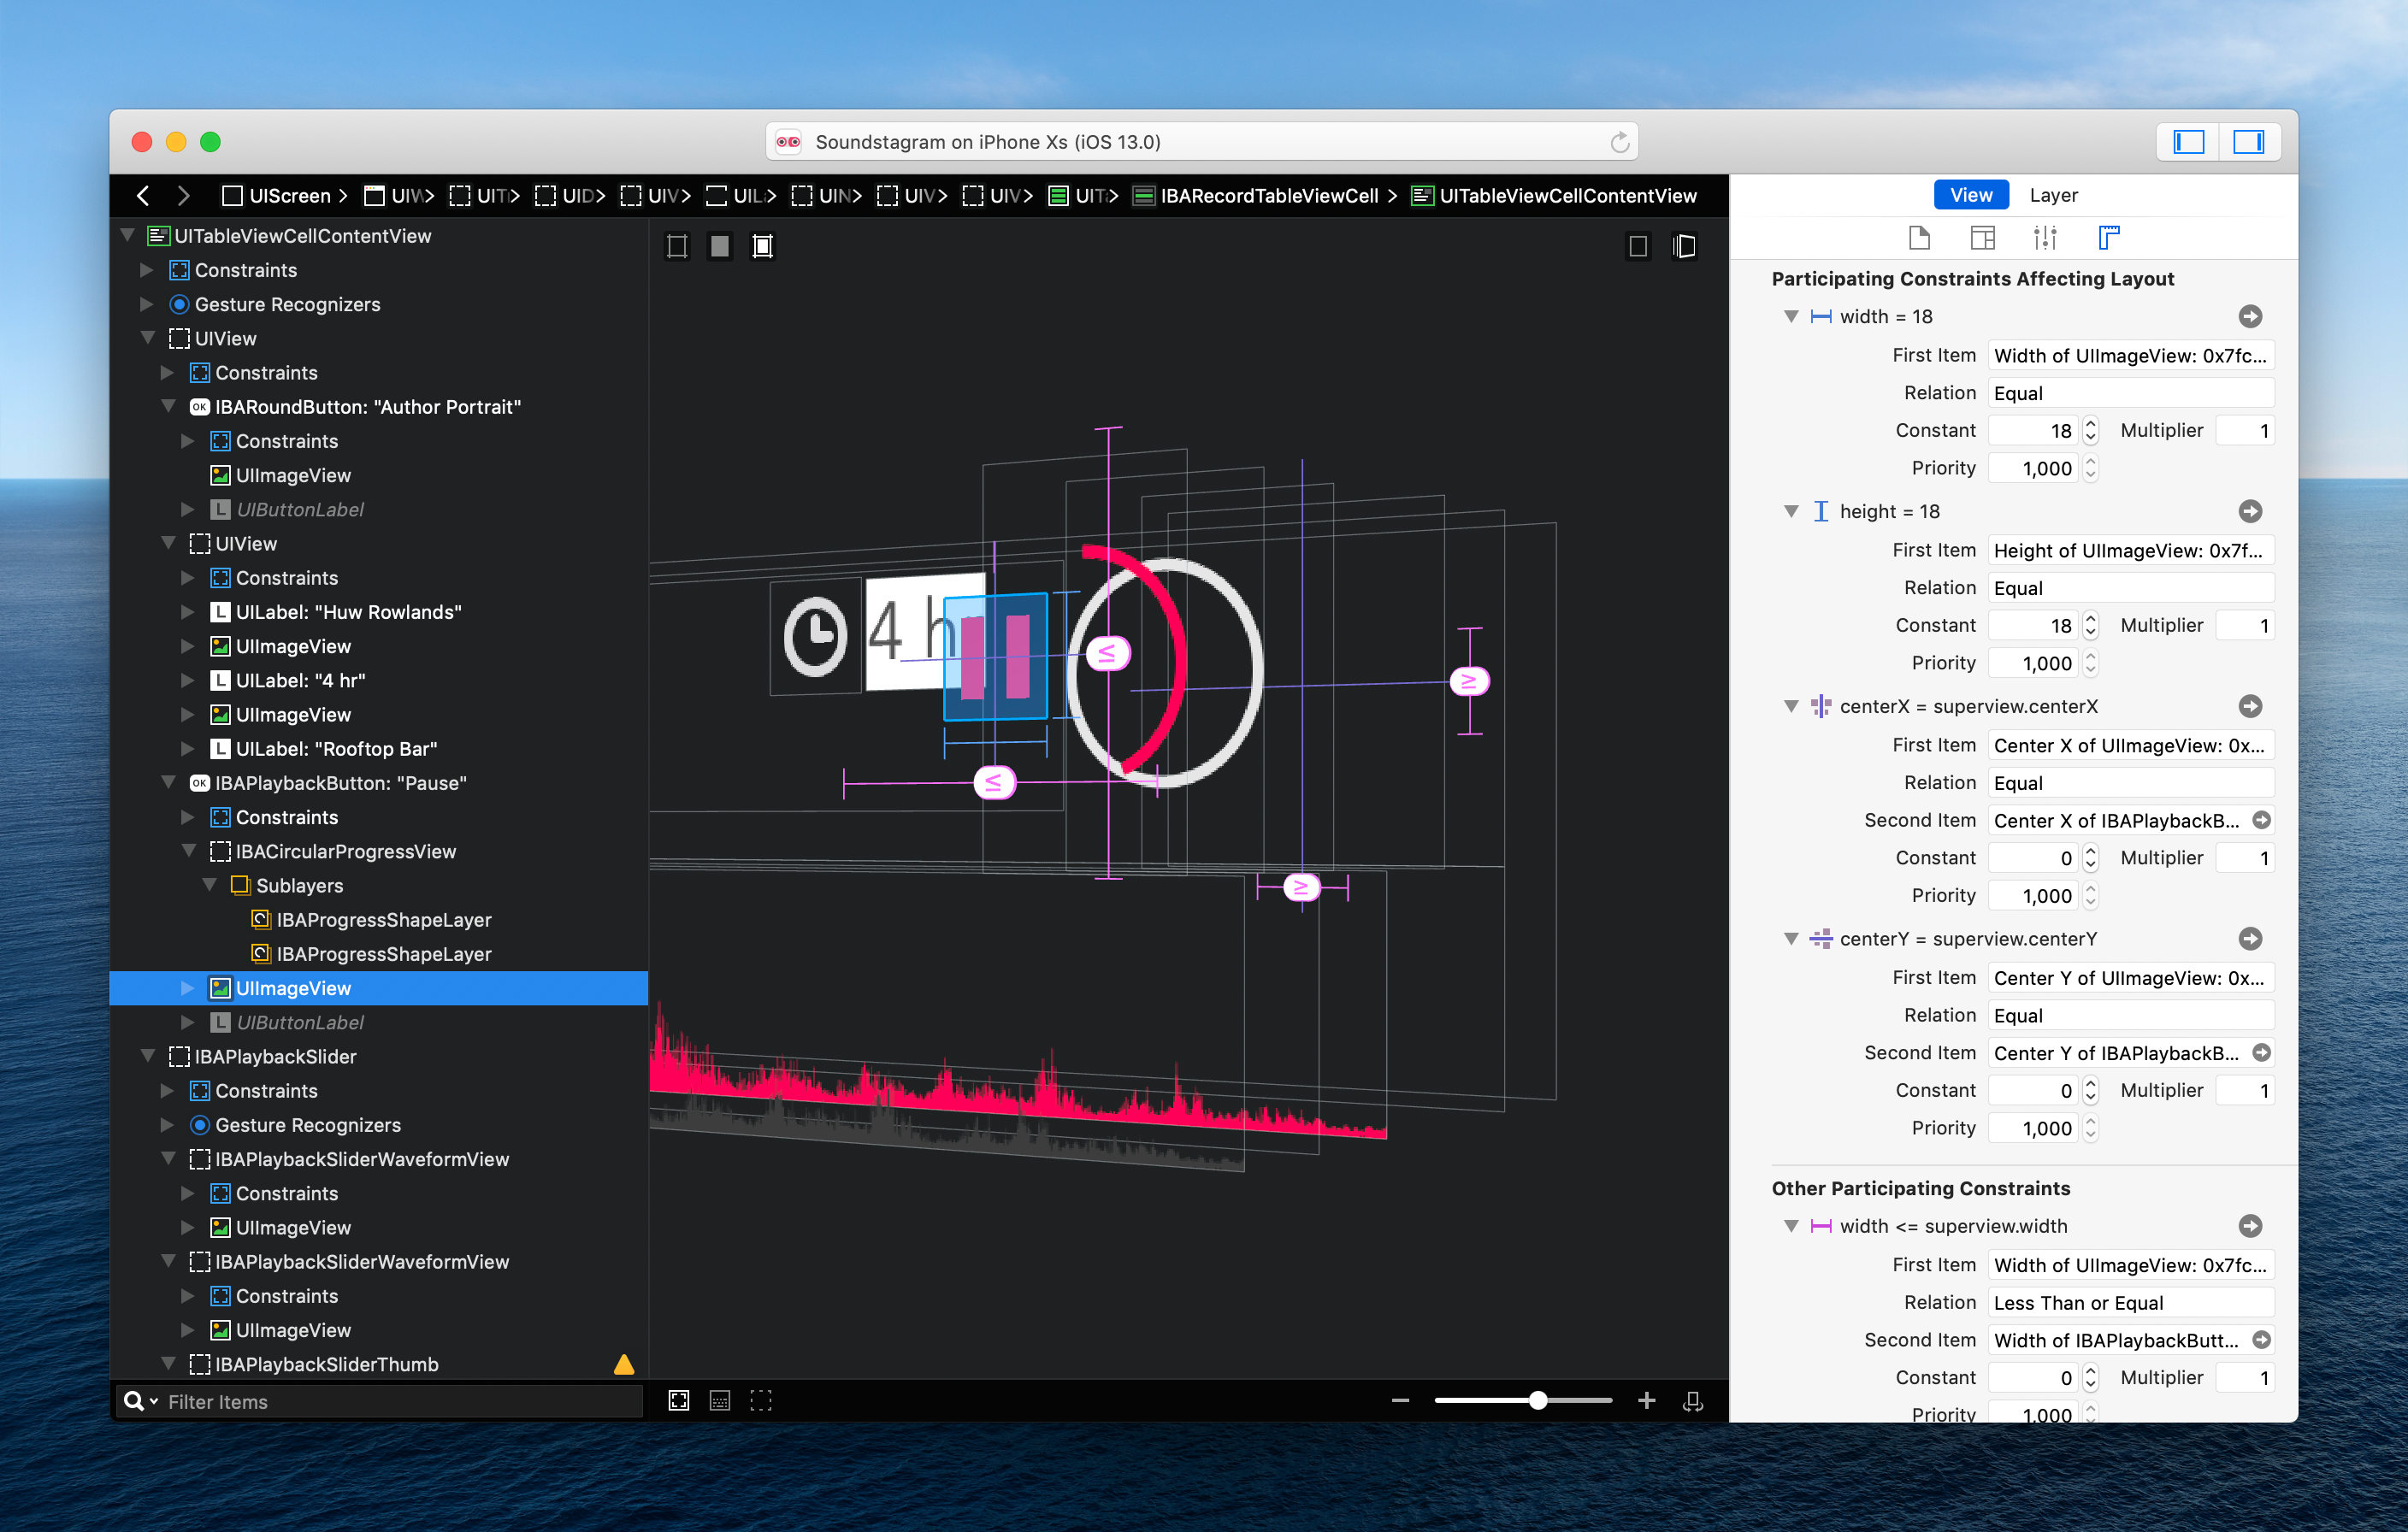 Soundstagram on iPhone Xs (iOS 13.0)
UIScreen
UIW
UIT
UID
UIV
UIL
UIN
UIV
UIV
UIT
IBARecordTableViewCell
UITableViewCellContentView
View
Layer
UITableViewCellContentView
Constraints
Gesture Recognizers
UIView
Constraints
OK IBARoundButton: "Author Portrait"
Constraints
UIImageView
L UIButtonLabel
UIView
Constraints
L UILabel: "Huw Rowlands"
UIImageView
L UILabel: "4 hr"
UIImageView
L UILabel: "Rooftop Bar"
OK IBAPlaybackButton: "Pause"
Constraints
IBACircularProgressView
Sublayers
IBAProgressShapeLayer
IBAProgressShapeLayer
UIImageView
L UIButtonLabel
IBAPlaybackSlider
Constraints
Gesture Recognizers
IBAPlaybackSliderWaveformView
Constraints
UIImageView
IBAPlaybackSliderWaveformView
Constraints
UIImageView
IBAPlaybackSliderThumb
Filter Items
4 h
≤
≥
≤
≥
Participating Constraints Affecting Layout
width = 18
First Item Width of UIImageView: 0x7fc...
Relation Equal
Constant 18 Multiplier 1
Priority 1,000
height = 18
First Item Height of UIImageView: 0x7f...
Relation Equal
Constant 18 Multiplier 1
Priority 1,000
centerX = superview.centerX
First Item Center X of UIImageView: 0x...
Relation Equal
Second Item Center X of IBAPlaybackB...
Constant 0 Multiplier 1
Priority 1,000
centerY = superview.centerY
First Item Center Y of UIImageView: 0x...
Relation Equal
Second Item Center Y of IBAPlaybackB...
Constant 0 Multiplier 1
Priority 1,000
Other Participating Constraints
width <= superview.width
First Item Width of UIImageView: 0x7fc...
Relation Less Than or Equal
Second Item Width of IBAPlaybackButt...
Constant 0 Multiplier 1
Priority 1,000